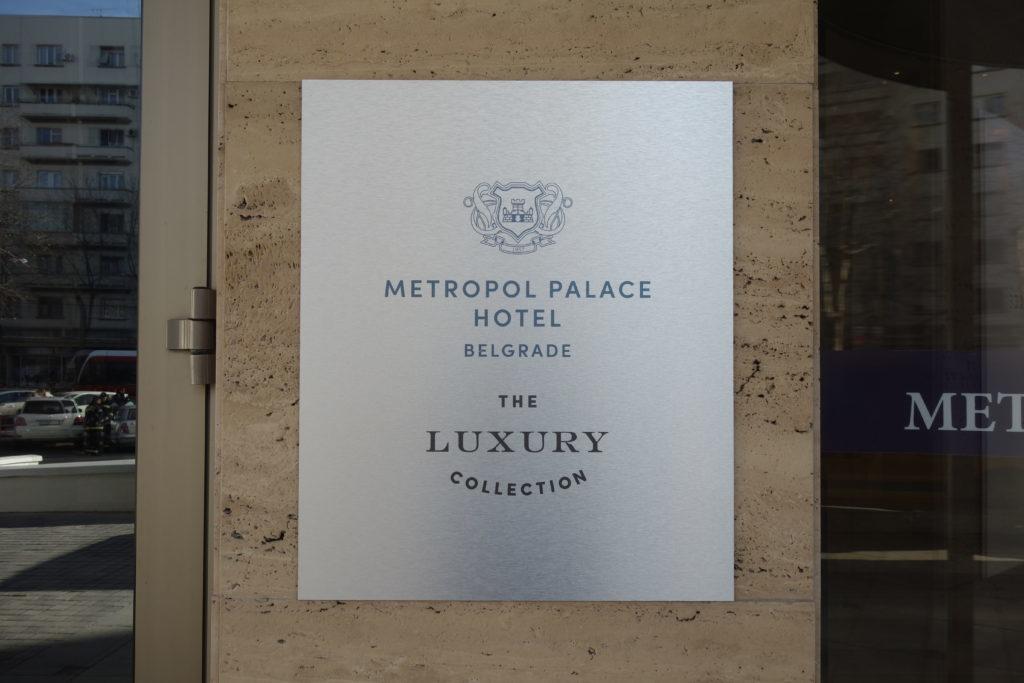 METROPOL PALACE
HOTEL
BELGRADE
THE
LUXURY
COLLECTION
MET